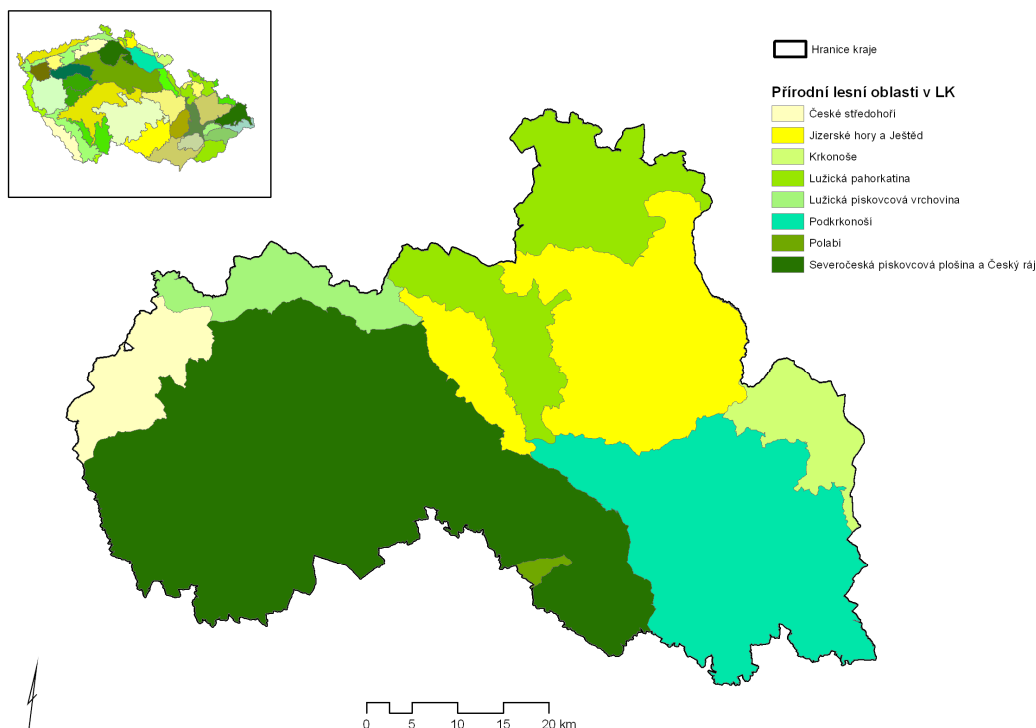 Hranice kraje
Přírodní lesní oblasti v LK
České středohoří
Jizerské hory a Ještěd
Krkonoše
Lužická pahorkatina
Lužická pískovcová vrchovina
Podkrkonoší
Polabí
Severočeská pískovcová plošina a Český ráj
0 5 10 15 20 km